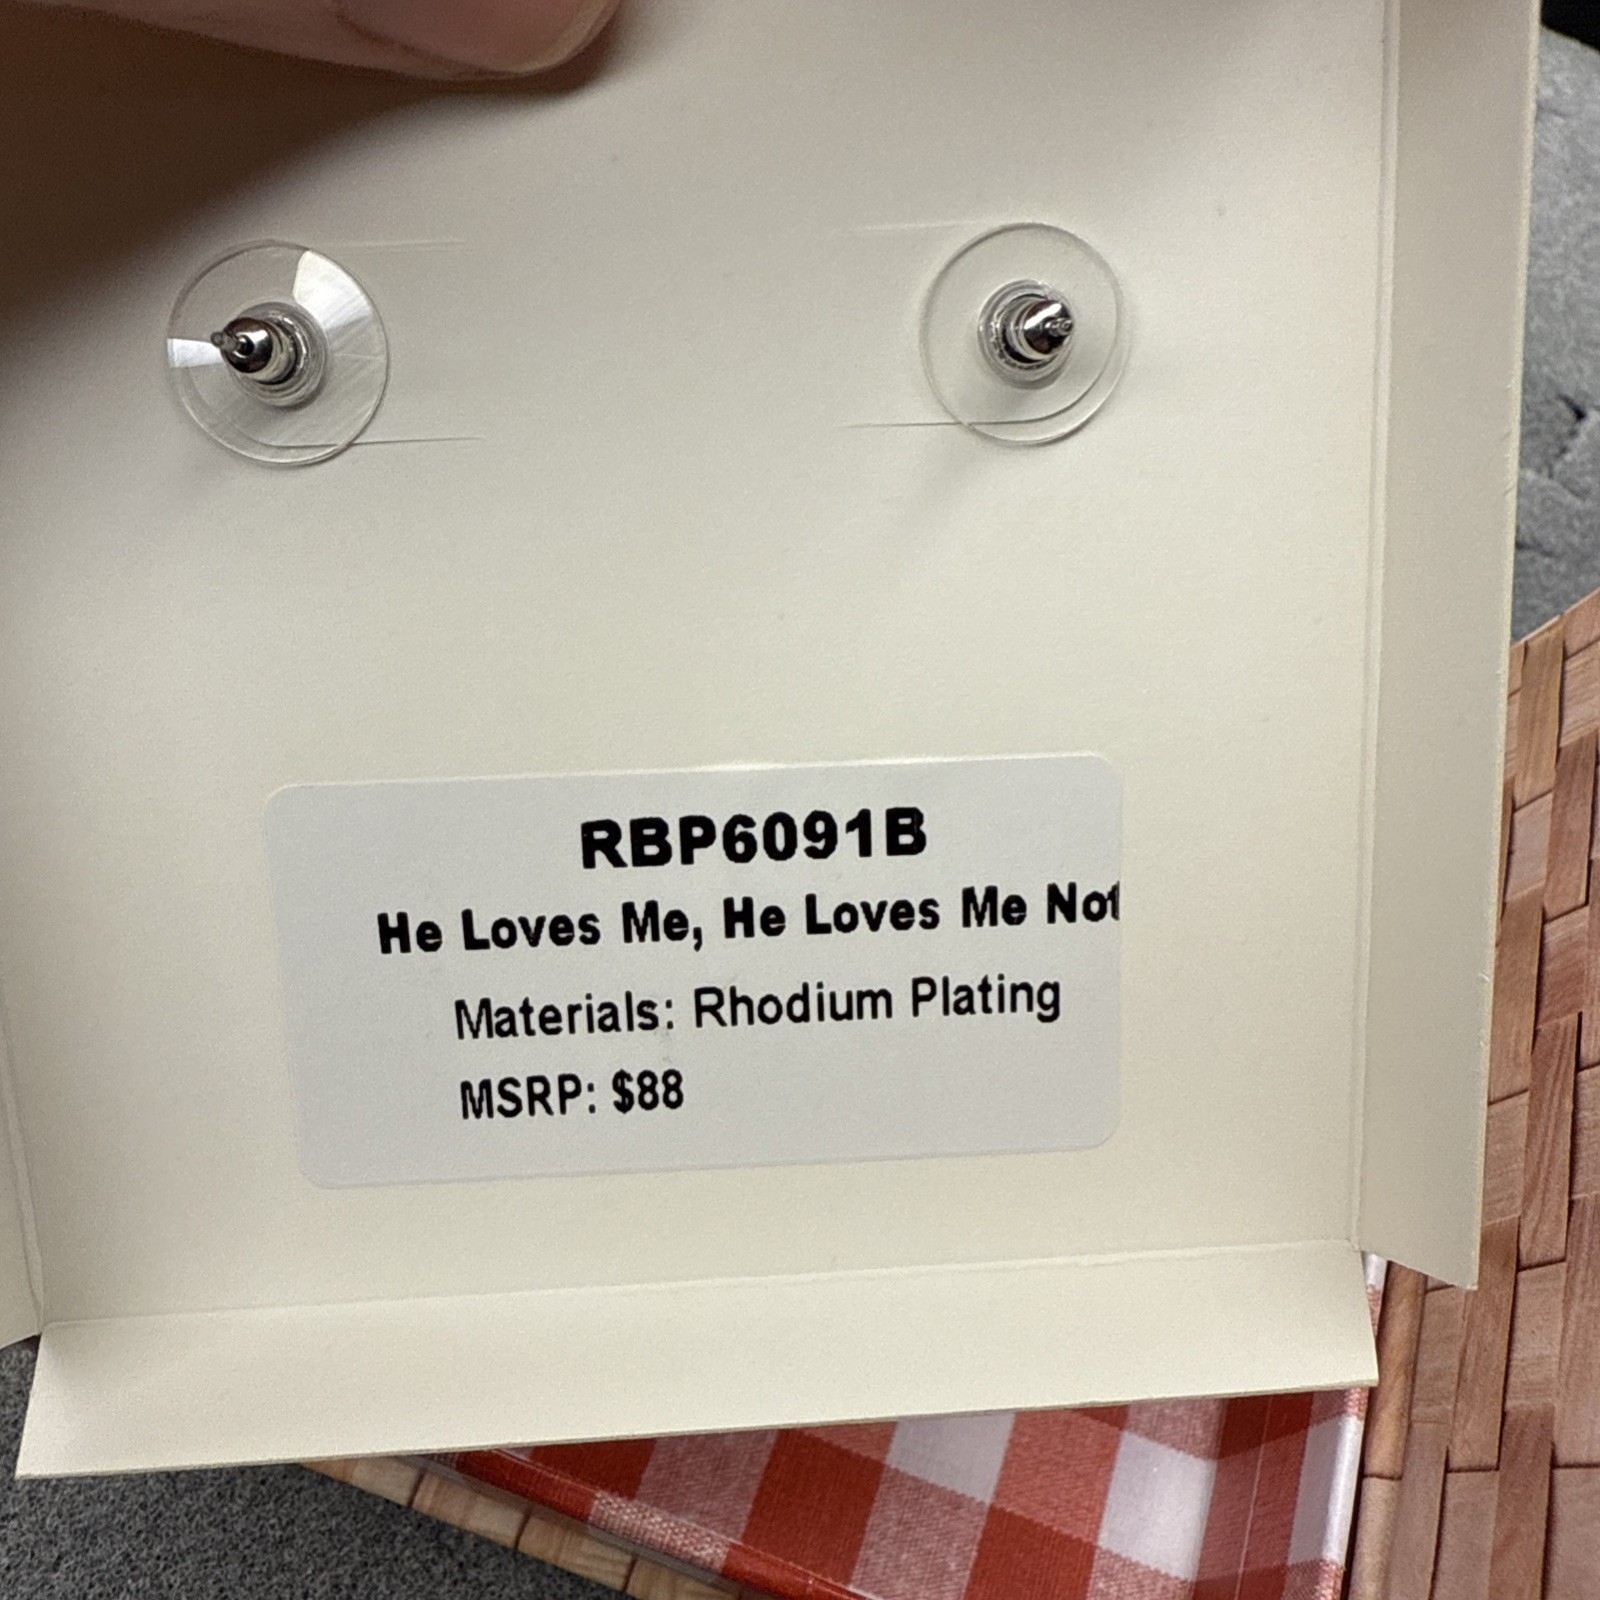 RBP6091B
He Loves Me, He Loves Me Not
Materials: Rhodium Plating
MSRP: $88